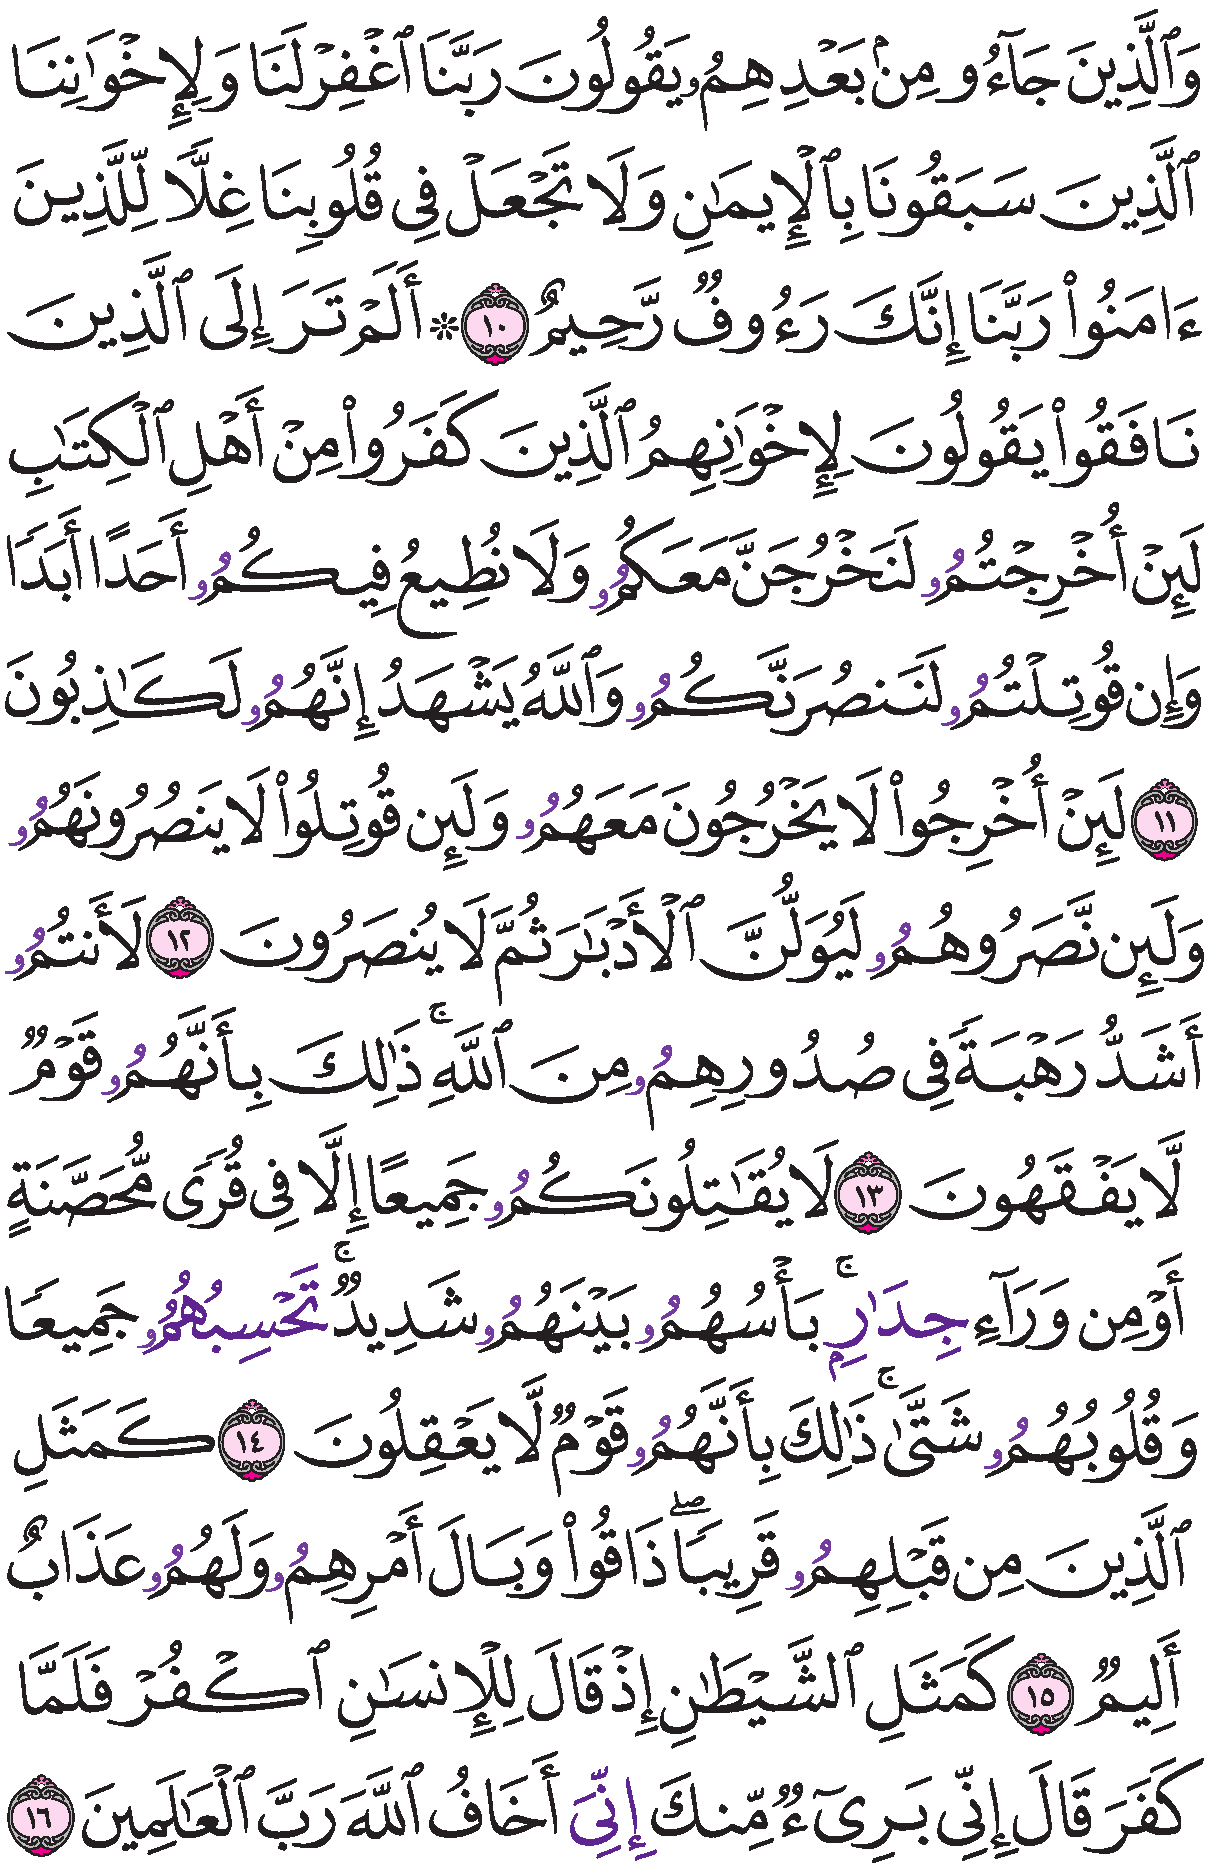 وَٱلَّذِينَ جَآءُو مِنۢ بَعۡدِهِمُۥ يَقُولُونَ رَبَّنَا ٱغۡفِرۡ لَنَا وَلِإِخۡوَٰنِنَا
ٱلَّذِينَ سَبَقُونَا بِٱلۡإِيمَٰنِ وَلَا تَجۡعَلۡ فِي قُلُوبِنَا غِلّٗا لِّلَّذِينَ
ءَامَنُواْ رَبَّنَآ إِنَّكَ رَءُوفٞ رَّحِيمٌ ١٠ ۞ أَلَمۡ تَرَ إِلَى ٱلَّذِينَ
نَافَقُواْ يَقُولُونَ لِإِخۡوَٰنِهِمُ ٱلَّذِينَ كَفَرُواْ مِنۡ أَهۡلِ ٱلۡكِتَٰبِ
لَئِنۡ أُخۡرِجۡتُمُۥ لَنَخۡرُجَنَّ مَعَكُمُۥ وَلَا نُطِيعُ فِيكُمُۥ أَحَدًا أَبَدٗا
وَإِن قُوتِلۡتُمُۥ لَنَنصُرَنَّكُمُۥ وَٱللَّهُ يَشۡهَدُ إِنَّهُمُۥ لَكَٰذِبُونَ
١١ لَئِنۡ أُخۡرِجُواْ لَا يَخۡرُجُونَ مَعَهُمُۥ وَلَئِن قُوتِلُواْ لَا يَنصُرُونَهُمُۥ
وَلَئِن نَّصَرُوهُمُۥ لَيُوَلُّنَّ ٱلۡأَدۡبَٰرَ ثُمَّ لَا يُنصَرُونَ ١٢ لَأَنتُمُۥ
أَشَدُّ رَهۡبَةٗ فِي صُدُورِهِمُۥ مِنَ ٱللَّهِۚ ذَٰلِكَ بِأَنَّهُمُۥ قَوۡمٞ
لَّا يَفۡقَهُونَ ١٣ لَا يُقَٰتِلُونَكُمُۥ جَمِيعًا إِلَّا فِي قُرٗى مُّحَصَّنَةٍ
أَوۡ مِن وَرَآءِ جِدَٰرِۭۚ بَأۡسُهُمُۥ بَيۡنَهُمُۥ شَدِيدٞۚ تَحۡسِبُهُمُۥ جَمِيعٗا
وَقُلُوبُهُمُۥ شَتَّىٰۚ ذَٰلِكَ بِأَنَّهُمُۥ قَوۡمٞ لَّا يَعۡقِلُونَ ١٤ كَمَثَلِ
ٱلَّذِينَ مِن قَبۡلِهِمُۥ قَرِيبٗاۖ ذَاقُواْ وَبَالَ أَمۡرِهِمُۥ وَلَهُمُۥ عَذَابٌ
أَلِيمٞ ١٥ كَمَثَلِ ٱلشَّيۡطَٰنِ إِذۡ قَالَ لِلۡإِنسَٰنِ ٱكۡفُرۡ فَلَمَّا
كَفَرَ قَالَ إِنِّي بَرِيٓءٞ مِّنكَ إِنِّيَ أَخَافُ ٱللَّهَ رَبَّ ٱلۡعَٰلَمِينَ ١٦